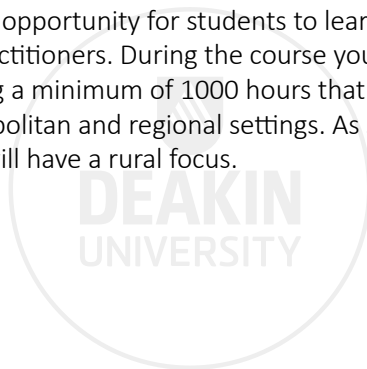 opportunity for students to lear
ctitioners. During the course you
g a minimum of 1000 hours that
politan and regional settings. As
ill have a rural focus.
DEAKIN
UNIVERSITY